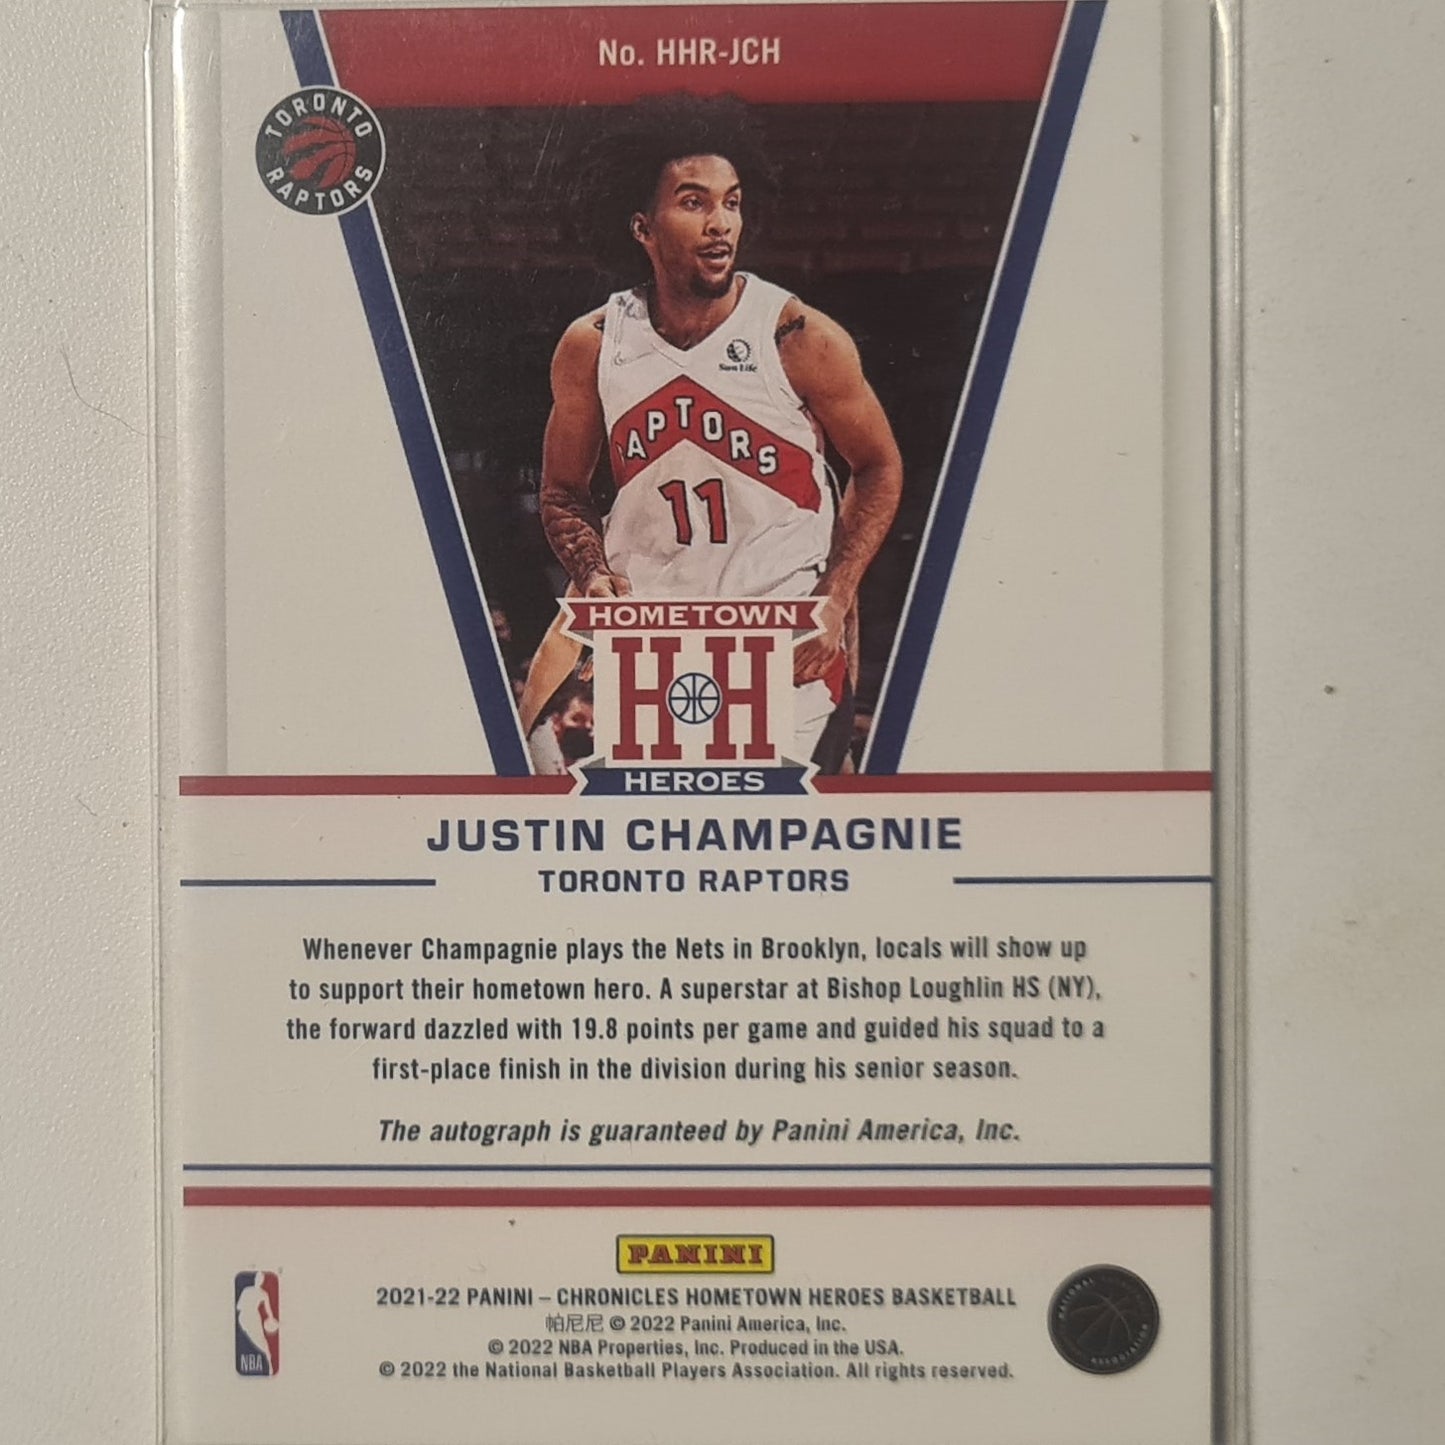 No. HHR-JCH
TORONTO
RAPTORS
Sun Life
RAPTORS
11
HOMETOWN
HH
HEROES
JUSTIN CHAMPAGNIE
TORONTO RAPTORS
Whenever Champagnie plays the Nets in Brooklyn, locals will show up
to support their hometown hero. A superstar at Bishop Loughlin HS (NY),
the forward dazzled with 19.8 points per game and guided his squad to a
first-place finish in the division during his senior season.
The autograph is guaranteed by Panini America, Inc.
PANINI
2021-22 PANINI – CHRONICLES HOMETOWN HEROES BASKETBALL
帕尼尼 © 2022 Panini America, Inc.
© 2022 NBA Properties, Inc. Produced in the USA.
© 2022 the National Basketball Players Association. All rights reserved.
NBA
NATIONAL
ASSOCIATION